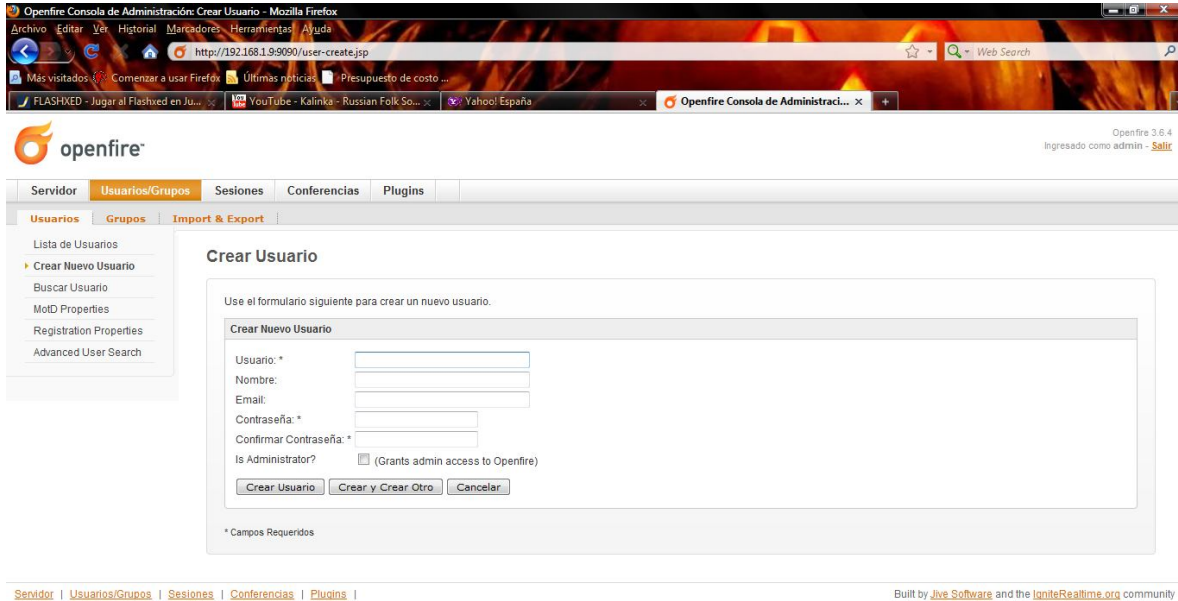 Openfire Consola de Administración: Crear Usuario - Mozilla Firefox
Archivo Editar Ver Historial Marcadores Herramientas Ayuda
http://192.168.1.9:9090/user-create.jsp
Web Search
Más visitados Comenzar a usar Firefox Últimas noticias Presupuesto de costo ...
FLASHXED - Jugar al Flashxed en Ju... YouTube - Kalinka - Russian Folk So... Yahoo! España Openfire Consola de Administraci...
openfire
Openfire 3.6.4
Ingresado como admin - Salir
Servidor Usuarios/Grupos Sesiones Conferencias Plugins
Usuarios Grupos Import & Export
Lista de Usuarios
Crear Nuevo Usuario
Buscar Usuario
MotD Properties
Registration Properties
Advanced User Search
Crear Usuario
Use el formulario siguiente para crear un nuevo usuario.
Crear Nuevo Usuario
Usuario: *
Nombre:
Email:
Contraseña: *
Confirmar Contraseña: *
Is Administrator? (Grants admin access to Openfire)
Crear Usuario Crear y Crear Otro Cancelar
* Campos Requeridos
Servidor | Usuarios/Grupos | Sesiones | Conferencias | Plugins |
Built by Jive Software and the IgniteRealtime.org community